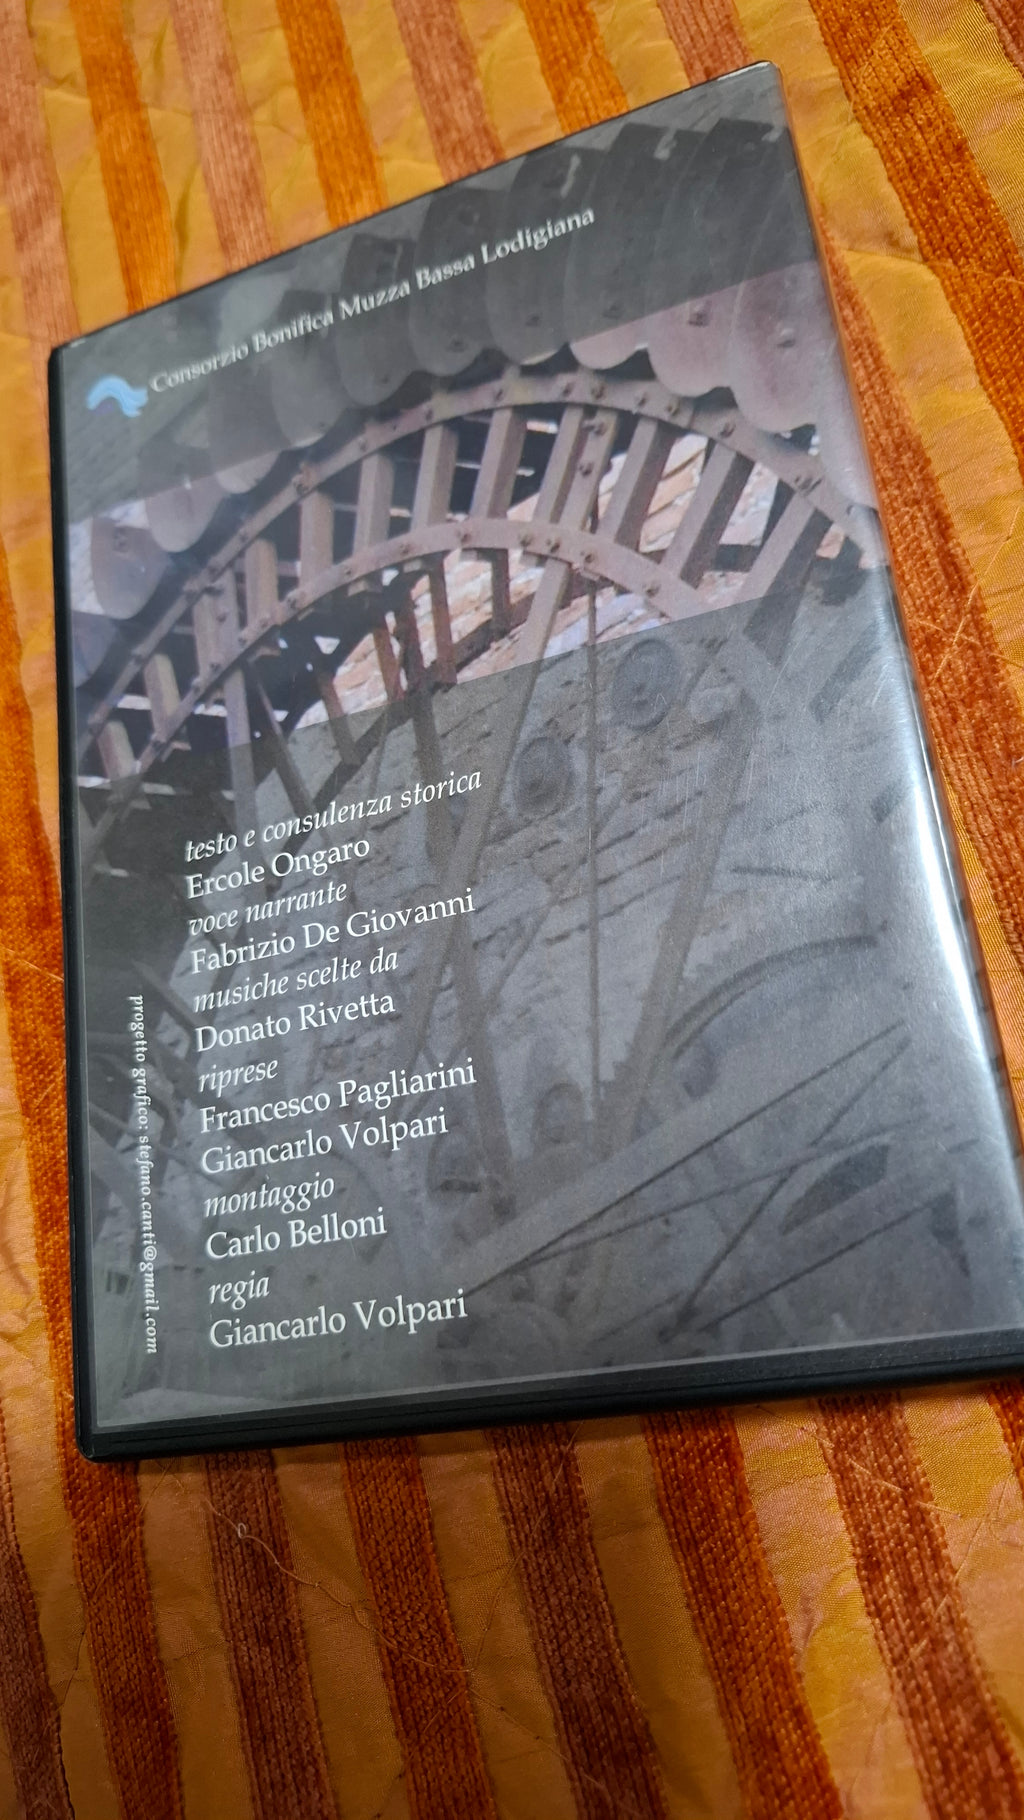 Consorzio Bonifica Muzza Bassa Lodigiana
testo e consulenza storica
Ercole Ongaro
voce narrante
Fabrizio De Giovanni
musiche scelte da
Donato Rivetta
riprese
Francesco Pagliarini
Giancarlo Volpari
montaggio
Carlo Belloni
regia
Giancarlo Volpari
progetto grafico: stefano.canti@gmail.com